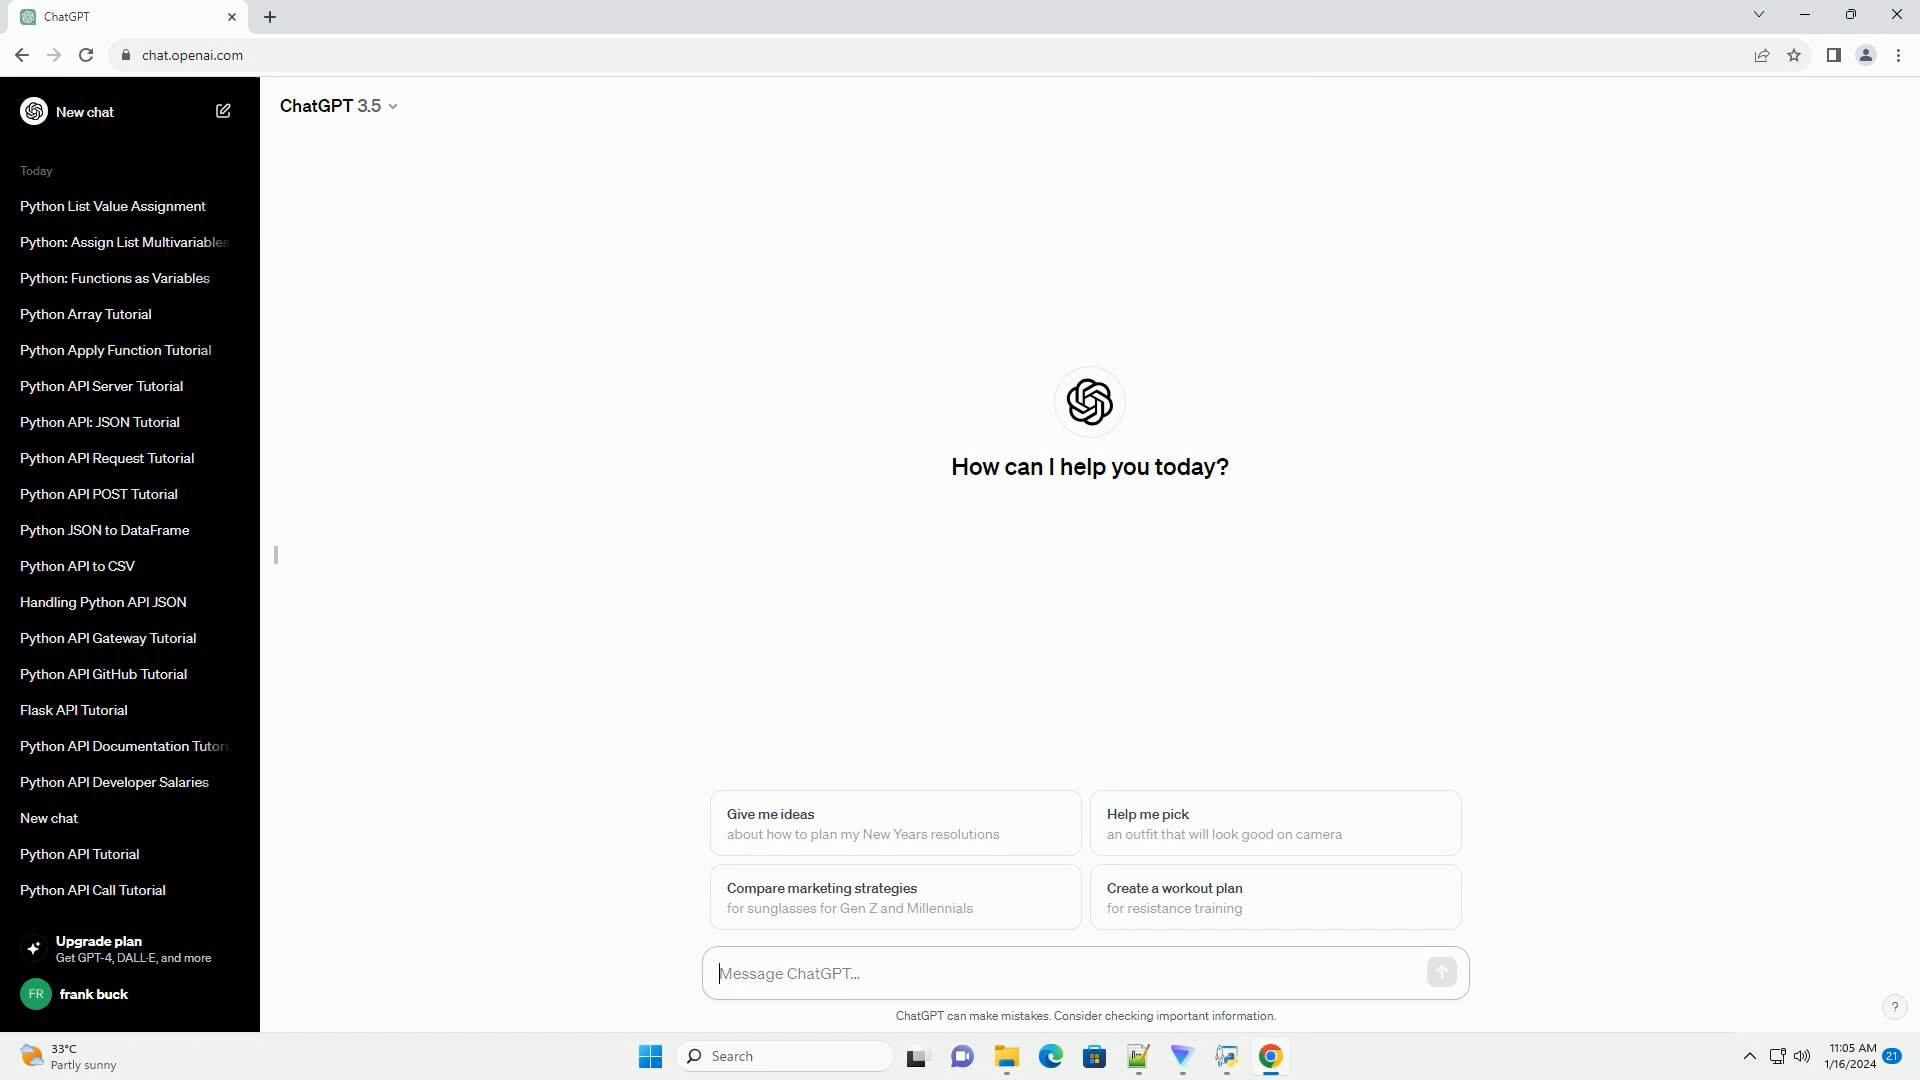 ChatGPT
chat.openai.com
New chat
ChatGPT 3.5
Today
Python List Value Assignment
Python: Assign List Multivariables
Python: Functions as Variables
Python Array Tutorial
Python Apply Function Tutorial
Python API Server Tutorial
Python API: JSON Tutorial
Python API Request Tutorial
Python API POST Tutorial
Python JSON to DataFrame
Python API to CSV
Handling Python API JSON
Python API Gateway Tutorial
Python API GitHub Tutorial
Flask API Tutorial
Python API Documentation Tutori
Python API Developer Salaries
New chat
Python API Tutorial
Python API Call Tutorial
Upgrade plan
Get GPT-4, DALL·E, and more
FR frank buck
How can I help you today?
Give me ideas
about how to plan my New Years resolutions
Help me pick
an outfit that will look good on camera
Compare marketing strategies
for sunglasses for Gen Z and Millennials
Create a workout plan
for resistance training
Message ChatGPT...
ChatGPT can make mistakes. Consider checking important information.
?
33°C
Partly sunny
Search
11:05 AM
1/16/2024
21